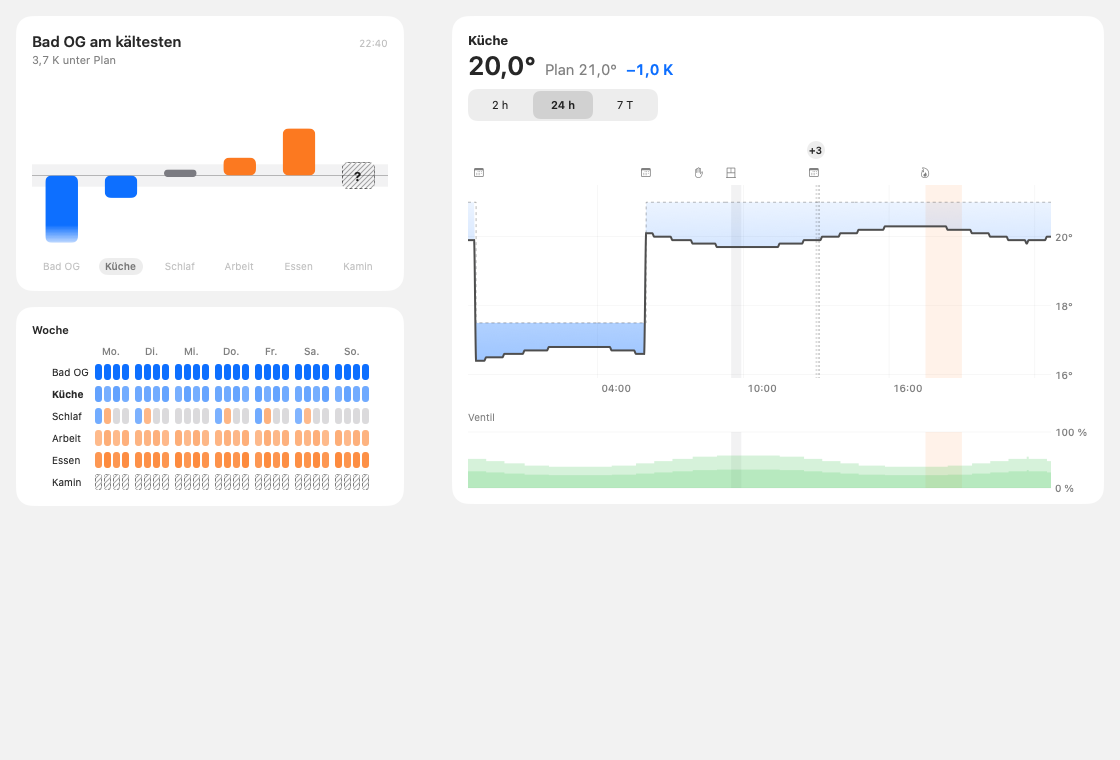 Bad OG am kältesten
22:40
3,7 K unter Plan
?
Bad OG Küche Schlaf Arbeit Essen Kamin
Woche
Mo. Di. Mi. Do. Fr. Sa. So.
Bad OG
Küche
Schlaf
Arbeit
Essen
Kamin
Küche
20,0° Plan 21,0° −1,0 K
2 h 24 h 7 T
+3
20°
18°
16°
04:00 10:00 16:00
Ventil
100 %
0 %